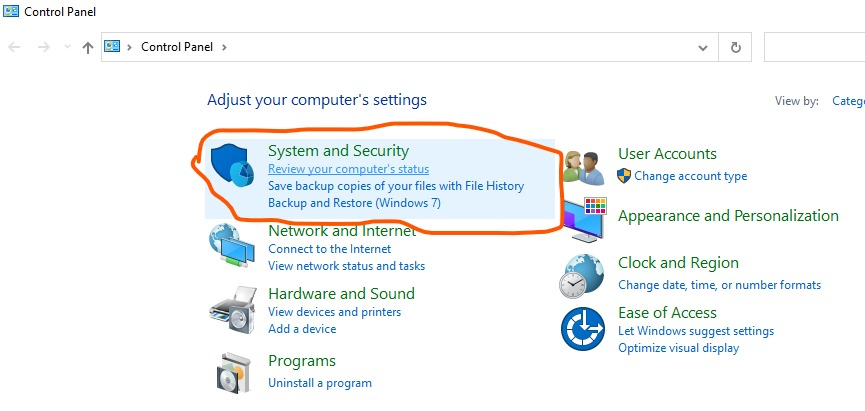 Control Panel
Control Panel
Adjust your computer's settings
View by:
System and Security
Review your computer's status
Save backup copies of your files with File History
Backup and Restore (Windows 7)
Network and Internet
Connect to the Internet
View network status and tasks
Hardware and Sound
View devices and printers
Add a device
Programs
Uninstall a program
User Accounts
Change account type
Appearance and Personalization
Clock and Region
Change date, time, or number formats
Ease of Access
Let Windows suggest settings
Optimize visual display